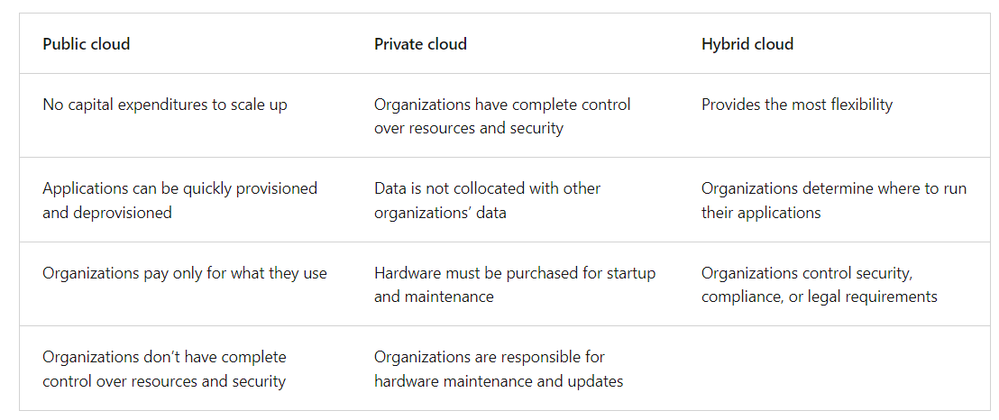 Public cloud
Private cloud
Hybrid cloud
No capital expenditures to scale up
Organizations have complete control
over resources and security
Provides the most flexibility
Applications can be quickly provisioned
and deprovisioned
Data is not collocated with other
organizations’ data
Organizations determine where to run
their applications
Organizations pay only for what they use
Hardware must be purchased for startup
and maintenance
Organizations control security,
compliance, or legal requirements
Organizations don’t have complete
control over resources and security
Organizations are responsible for
hardware maintenance and updates